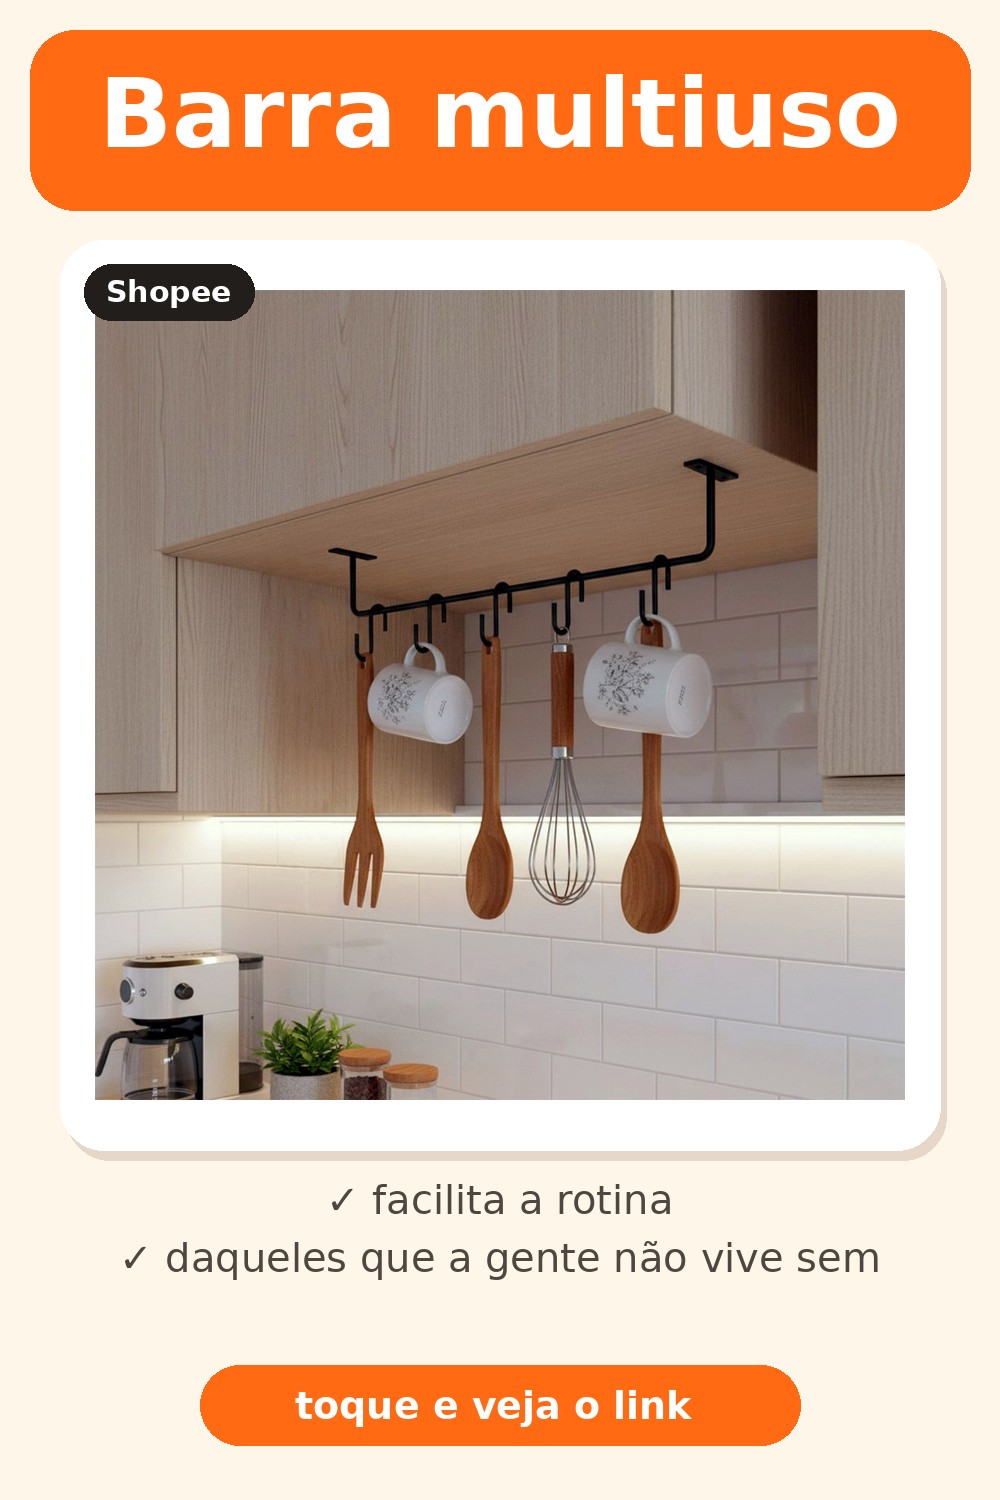 Barra multiuso
Shopee
✓ facilita a rotina
✓ daqueles que a gente não vive sem
toque e veja o link